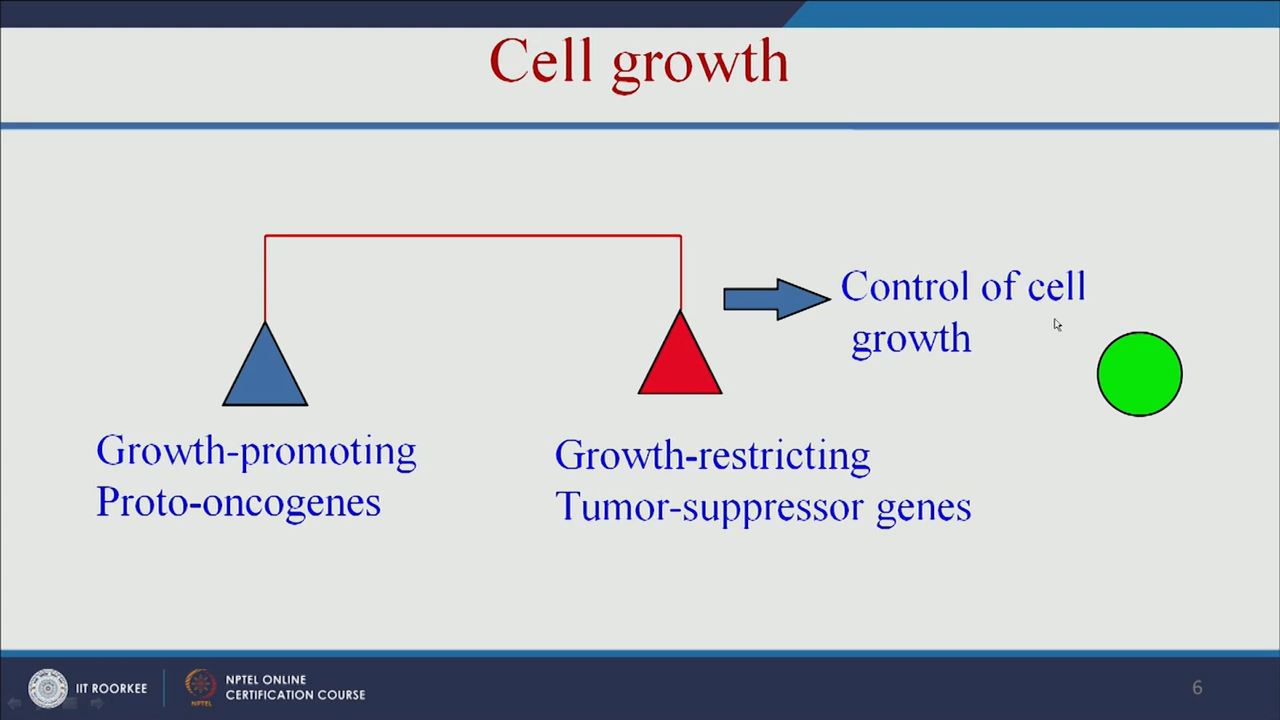 Cell growth
Control of cell
growth
Growth-promoting
Proto-oncogenes
Growth-restricting
Tumor-suppressor genes
IIT ROORKEE
NPTEL
NPTEL ONLINE
CERTIFICATION COURSE
6